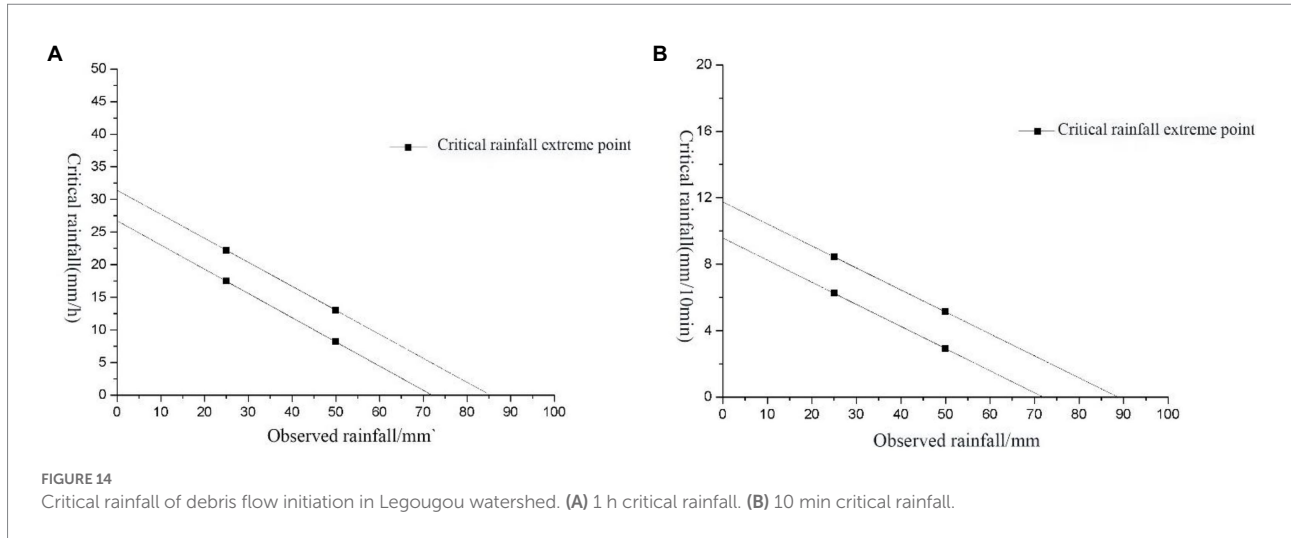 A
50
45
40
35
30
25
20
15
10
5
0
Critical rainfall(mm/h)
Critical rainfall extreme point
0 10 20 30 40 50 60 70 80 90 100
Observed rainfall/mm`
B
20
16
12
8
4
0
Critical rainfall(mm/10min)
Critical rainfall extreme point
0 10 20 30 40 50 60 70 80 90 100
Observed rainfall/mm
FIGURE 14
Critical rainfall of debris flow initiation in Legougou watershed. (A) 1 h critical rainfall. (B) 10 min critical rainfall.